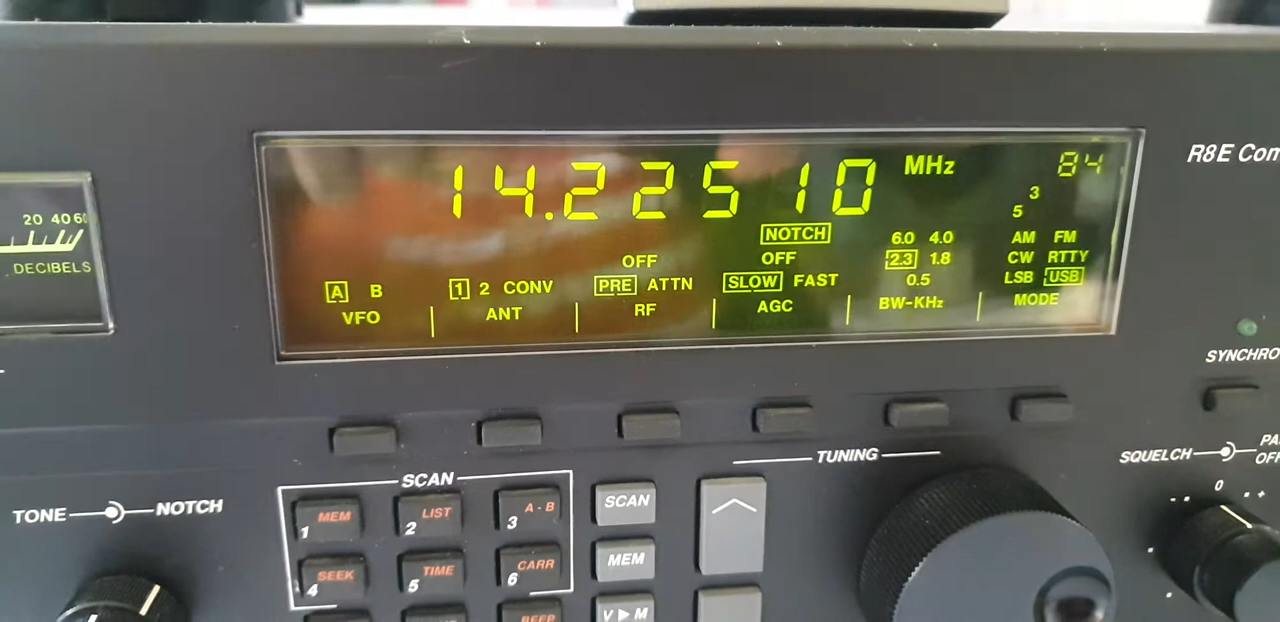 14.22510 MHz 84
3
5
NOTCH
OFF OFF
6.0 4.0
2.3 1.8
0.5
AM FM
CW RTTY
LSB USB
A B
1 2 CONV
PRE ATTN
SLOW FAST
VFO ANT RF AGC BW-KHz MODE
20 40 60
DECIBELS
R8E Com
SYNCHRO
TUNING
SQUELCH
PA
OFF
0
TONE NOTCH
SCAN
1 MEM 2 LIST 3 A - B
4 SEEK 5 TIME 6 CARR
BEEP
SCAN
MEM
V ▶ M